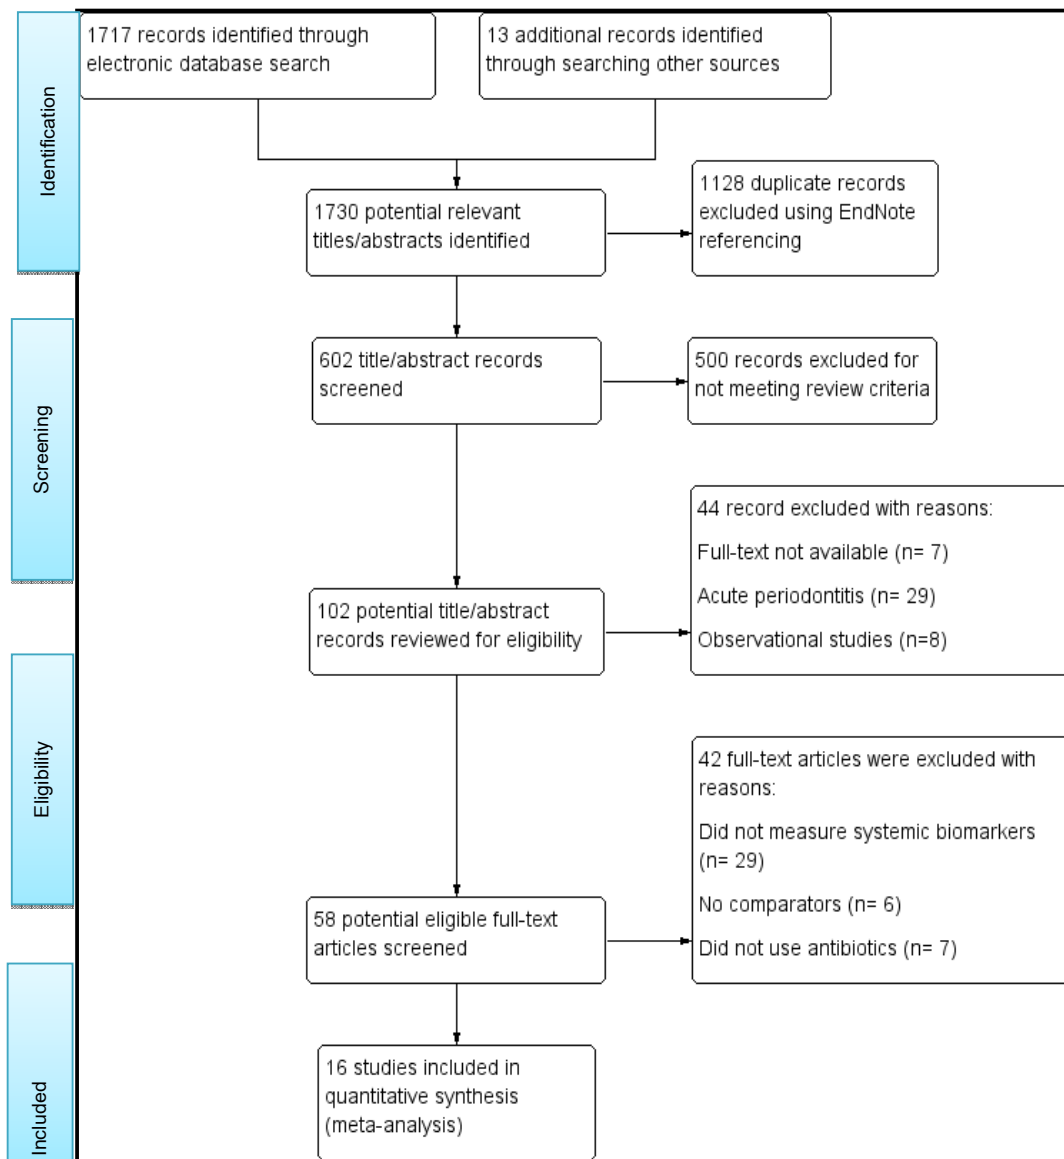 1717 records identified through
electronic database search
13 additional records identified
through searching other sources
Identification
1730 potential relevant
titles/abstracts identified
1128 duplicate records
excluded using EndNote
referencing
602 title/abstract records
screened
500 records excluded for
not meeting review criteria
Screening
44 record excluded with reasons:
Full-text not available (n= 7)
Acute periodontitis (n= 29)
Observational studies (n=8)
102 potential title/abstract
records reviewed for eligibility
Eligibility
42 full-text articles were excluded with
reasons:
Did not measure systemic biomarkers
(n= 29)
No comparators (n= 6)
Did not use antibiotics (n= 7)
58 potential eligible full-text
articles screened
Included
16 studies included in
quantitative synthesis
(meta-analysis)